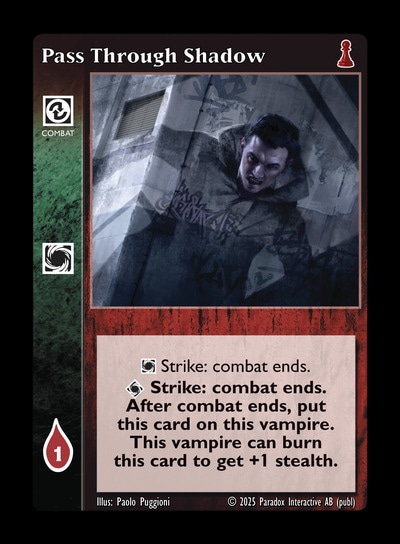 Pass Through Shadow
COMBAT
Strike: combat ends.
Strike: combat ends.
After combat ends, put
this card on this vampire.
This vampire can burn
this card to get +1 stealth.
1
Illus: Paolo Puggioni © 2025 Paradox Interactive AB (publ)